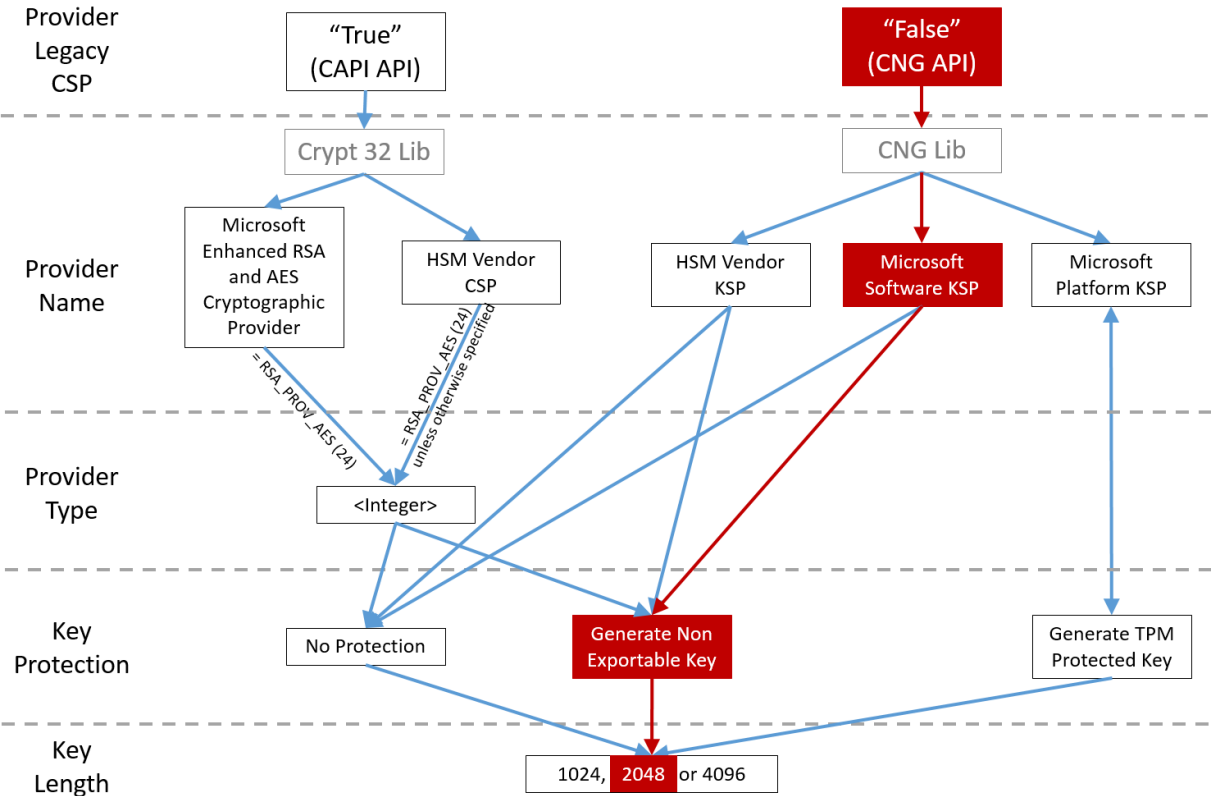 Provider
Legacy
CSP
“True”
(CAPI API)
“False”
(CNG API)
Crypt 32 Lib
CNG Lib
Provider
Name
Microsoft
Enhanced RSA
and AES
Cryptographic
Provider
HSM Vendor
CSP
HSM Vendor
KSP
Microsoft
Software KSP
Microsoft
Platform KSP
= RSA_PROV_AES (24)
= RSA_PROV_AES (24)
unless otherwise specified
Provider
Type
<Integer>
Key
Protection
No Protection
Generate Non
Exportable Key
Generate TPM
Protected Key
Key
Length
1024, 2048 or 4096